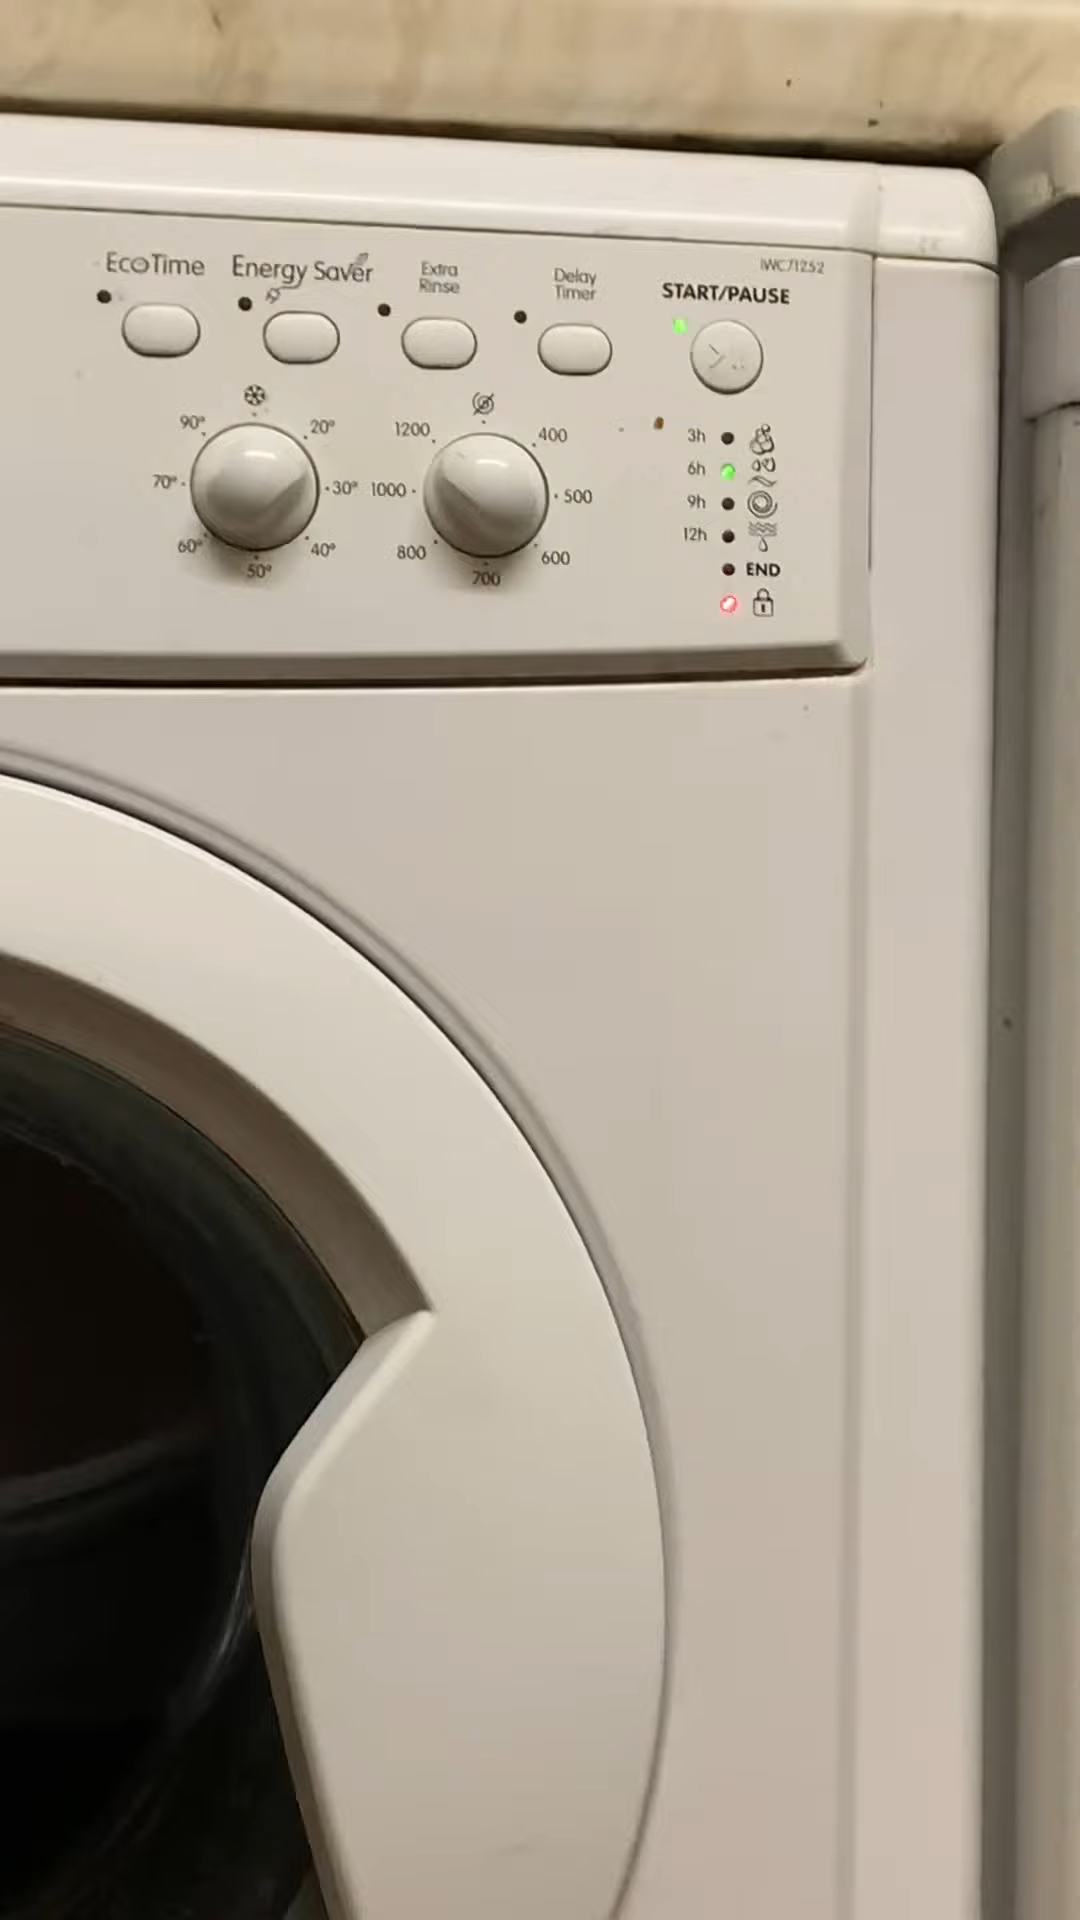 EcoTime
Energy Saver
Extra
Rinse
Delay
Timer
IWC71252
START/PAUSE
90°
20°
70°
30°
60°
40°
50°
1200
400
1000
500
800
600
700
3h
6h
9h
12h
END